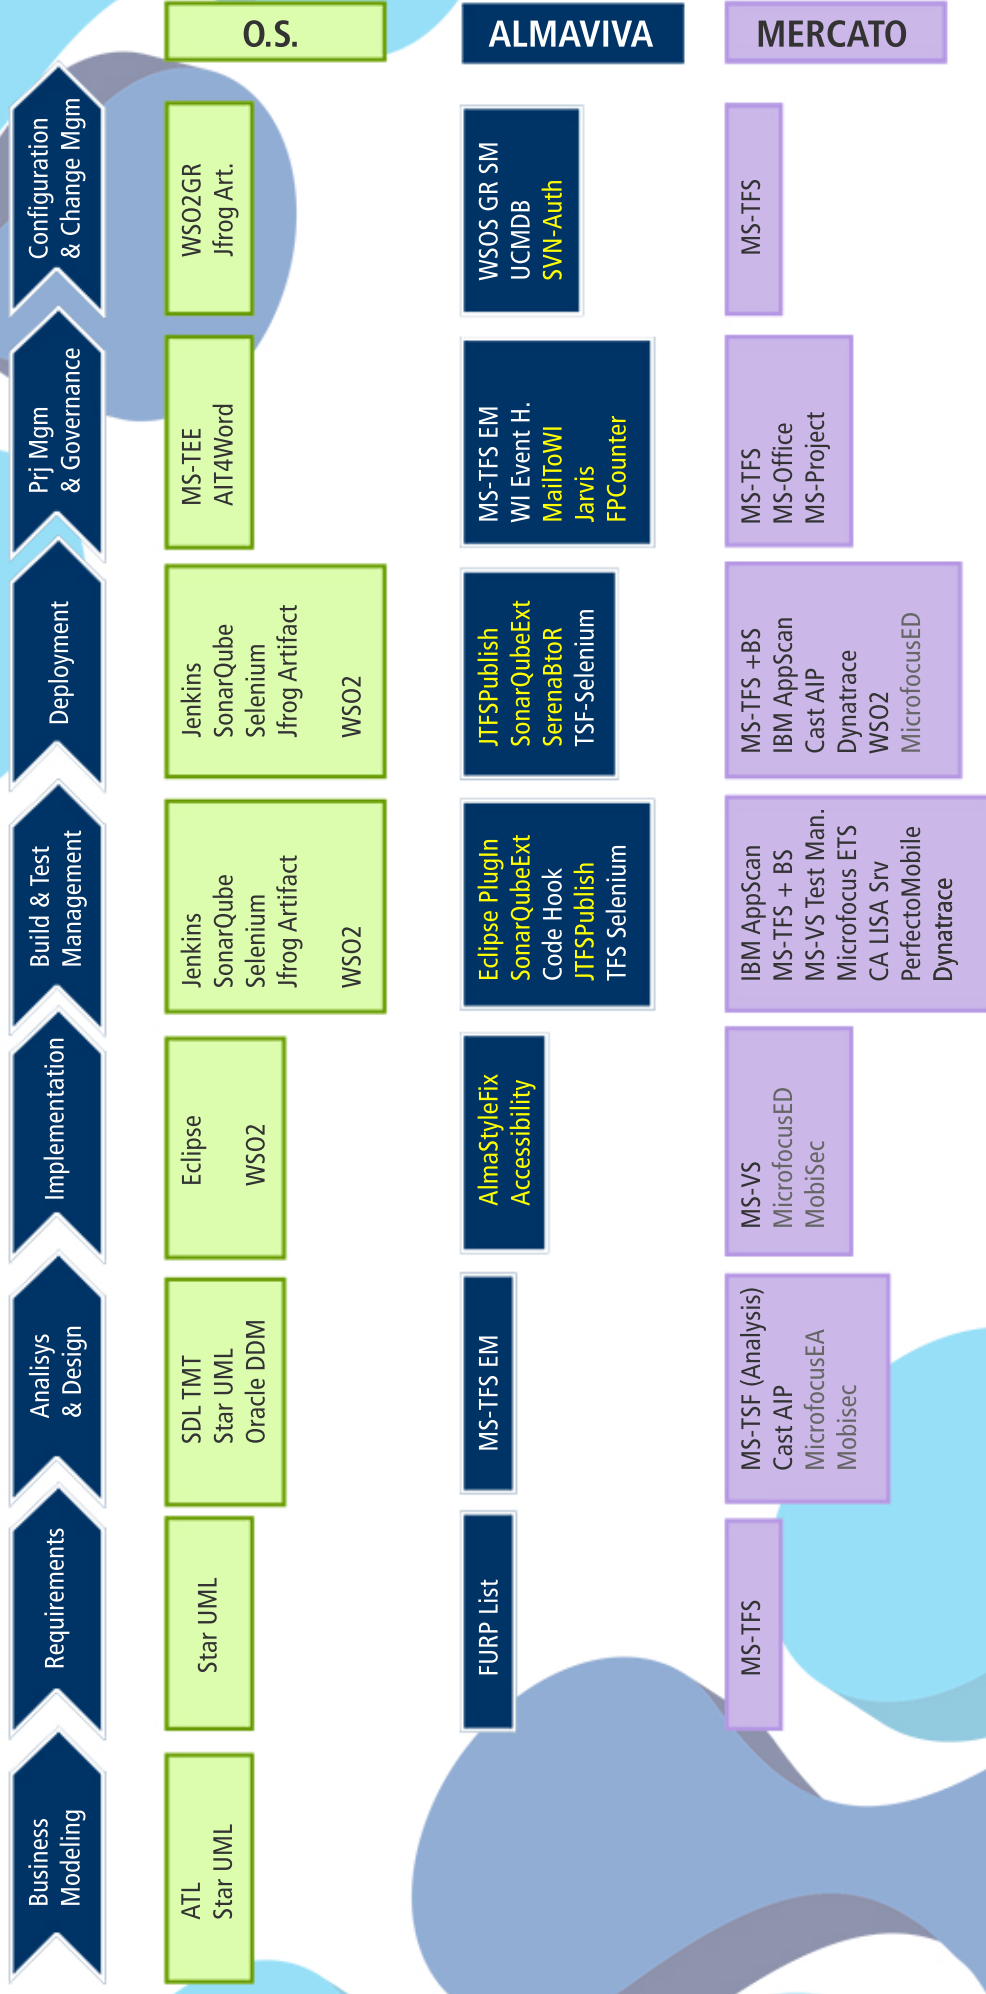 O.S.
ALMAVIVA
MERCATO
Configuration
& Change Mgm
WSO2GR
Jfrog Art.
WSOS GR SM
UCMDB
SVN-Auth
MS-TFS
Prj Mgm
& Governance
MS-TEE
AIT4Word
MS-TFS EM
WI Event H.
MailToWI
Jarvis
FPCounter
MS-TFS
MS-Office
MS-Project
Deployment
Jenkins
SonarQube
Selenium
Jfrog Artifact
WSO2
JTFSPublish
SonarQubeExt
SerenaBtoR
TSF-Selenium
MS-TFS +BS
IBM AppScan
Cast AIP
Dynatrace
WSO2
MicrofocusED
Build & Test
Management
Jenkins
SonarQube
Selenium
Jfrog Artifact
WSO2
Eclipse PlugIn
SonarQubeExt
Code Hook
JTFSPublish
TFS Selenium
IBM AppScan
MS-TFS + BS
MS-VS Test Man.
Microfocus ETS
CA LISA Srv
PerfectoMobile
Dynatrace
Implementation
Eclipse
WSO2
AlmaStyleFix
Accessibility
MS-VS
MicrofocusED
MobiSec
Analisys
& Design
SDL TMT
Star UML
Oracle DDM
MS-TFS EM
MS-TSF (Analysis)
Cast AIP
MicrofocusEA
Mobisec
Requirements
Star UML
FURP List
MS-TFS
Business
Modeling
ATL
Star UML